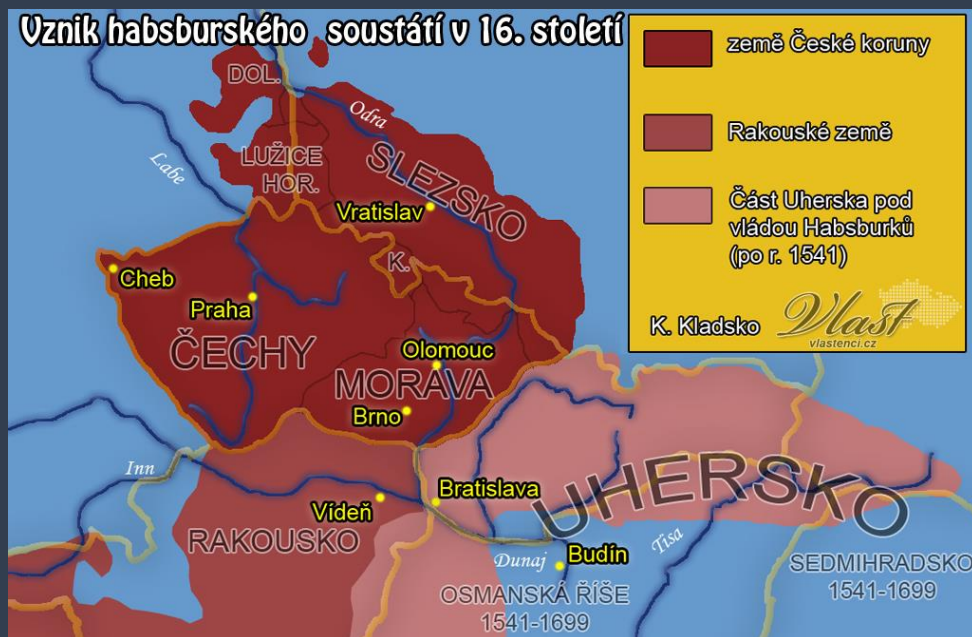 Vznik habsburského soustátí v 16. století
země České koruny
Rakouské země
Část Uherska pod
vládou Habsburků
(po r. 1541)
K. Kladsko
Vlast
vlastenci.cz
DOL.
LUŽICE
HOR.
Labe
Odra
SLEZSKO
Vratislav
K.
Cheb
Praha
ČECHY
Olomouc
MORAVA
Brno
Inn
Vídeň
RAKOUSKO
Bratislava
UHERSKO
Dunaj
Budín
Tisa
OSMANSKÁ ŘÍŠE
1541-1699
SEDMIHRADSKO
1541-1699